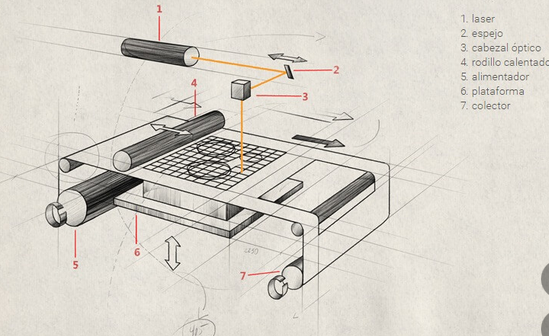 1
2
3
4
5
6
7
1. laser
2. espejo
3. cabezal óptico
4. rodillo calentado
5. alimentador
6. plataforma
7. colector